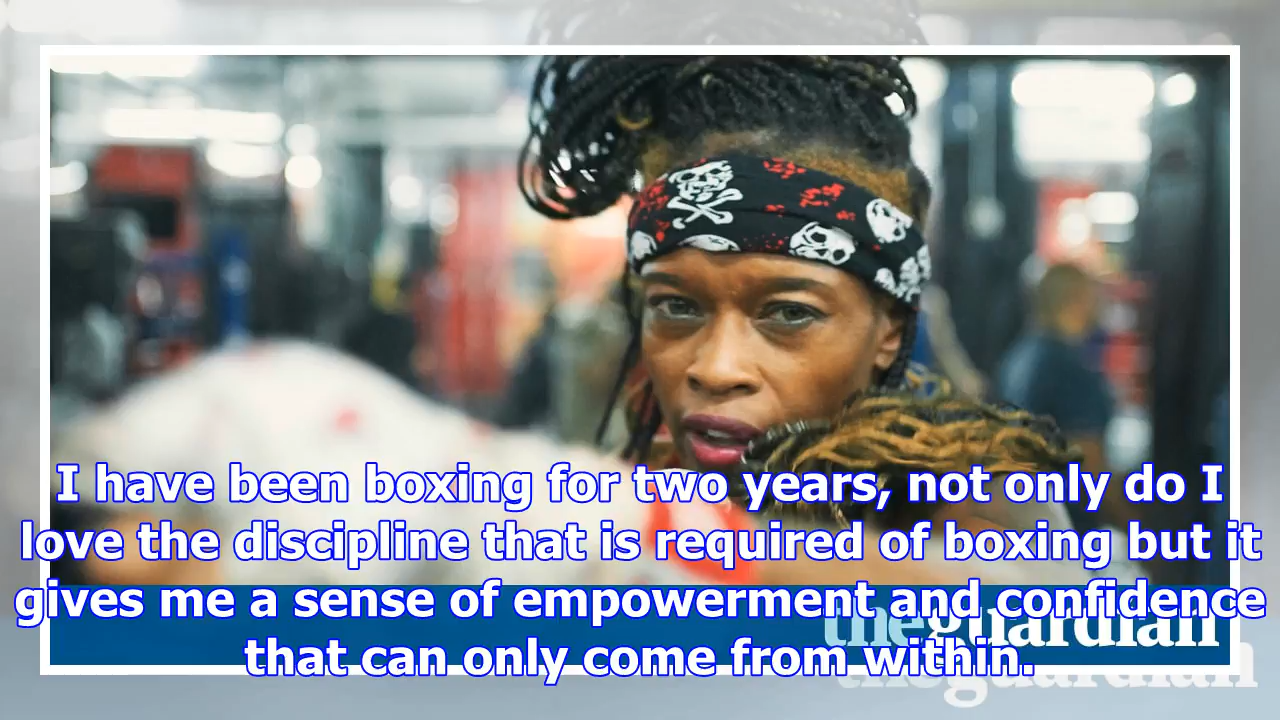 I have been boxing for two years, not only do I
love the discipline that is required of boxing but it
gives me a sense of empowerment and confidence
that can only come from within.
theguardian
theguardian